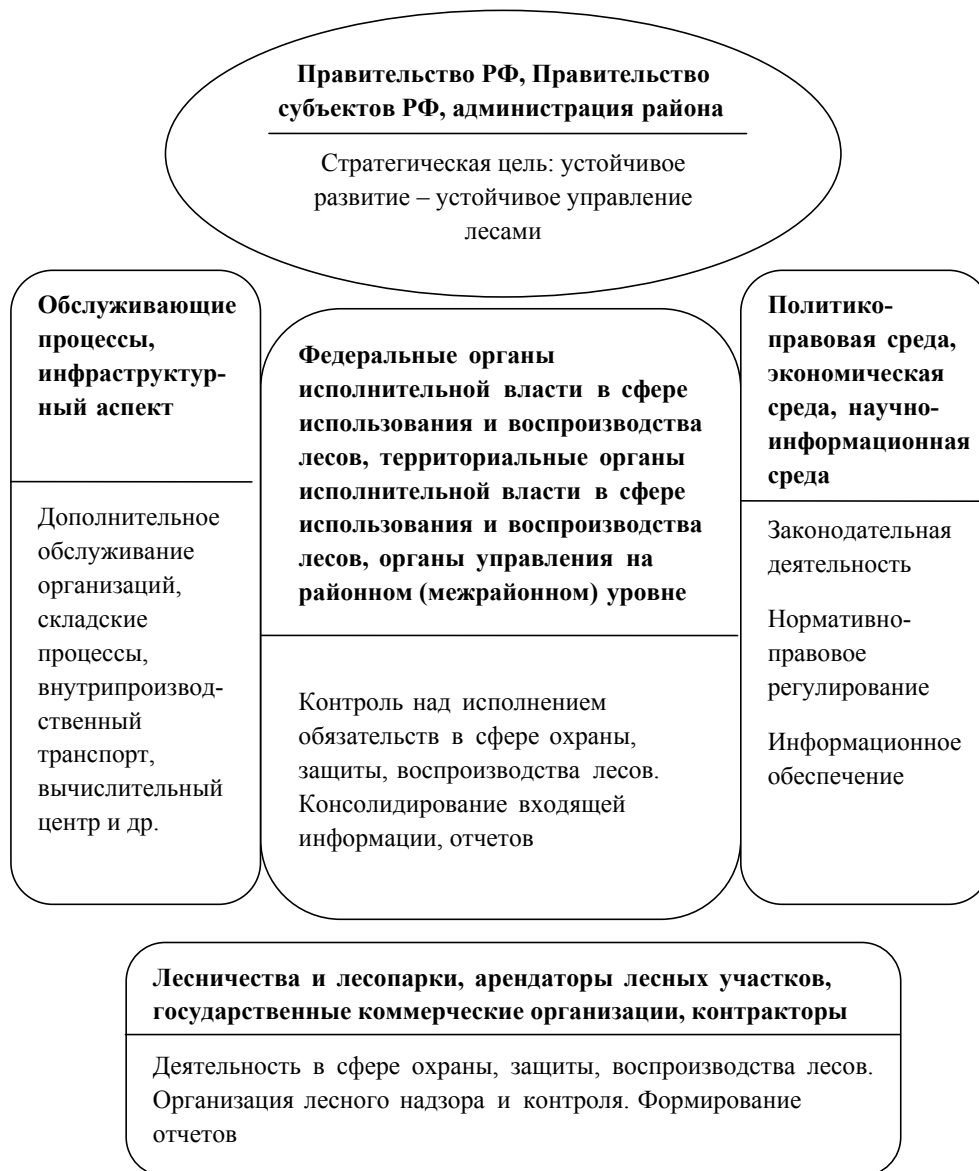 Правительство РФ, Правительство
субъектов РФ, администрация района
Стратегическая цель: устойчивое
развитие – устойчивое управление
лесами
Обслуживающие
процессы,
инфраструктур-
ный аспект
Дополнительное
обслуживание
организаций,
складские
процессы,
внутрипроизвод-
ственный
транспорт,
вычислительный
центр и др.
Федеральные органы
исполнительной власти в сфере
использования и воспроизводства
лесов, территориальные органы
исполнительной власти в сфере
использования и воспроизводства
лесов, органы управления на
районном (межрайонном) уровне
Контроль над исполнением
обязательств в сфере охраны,
защиты, воспроизводства лесов.
Консолидирование входящей
информации, отчетов
Политико-
правовая среда,
экономическая
среда, научно-
информационная
среда
Законодательная
деятельность
Нормативно-
правовое
регулирование
Информационное
обеспечение
Лесничества и лесопарки, арендаторы лесных участков,
государственные коммерческие организации, контракторы
Деятельность в сфере охраны, защиты, воспроизводства лесов.
Организация лесного надзора и контроля. Формирование
отчетов